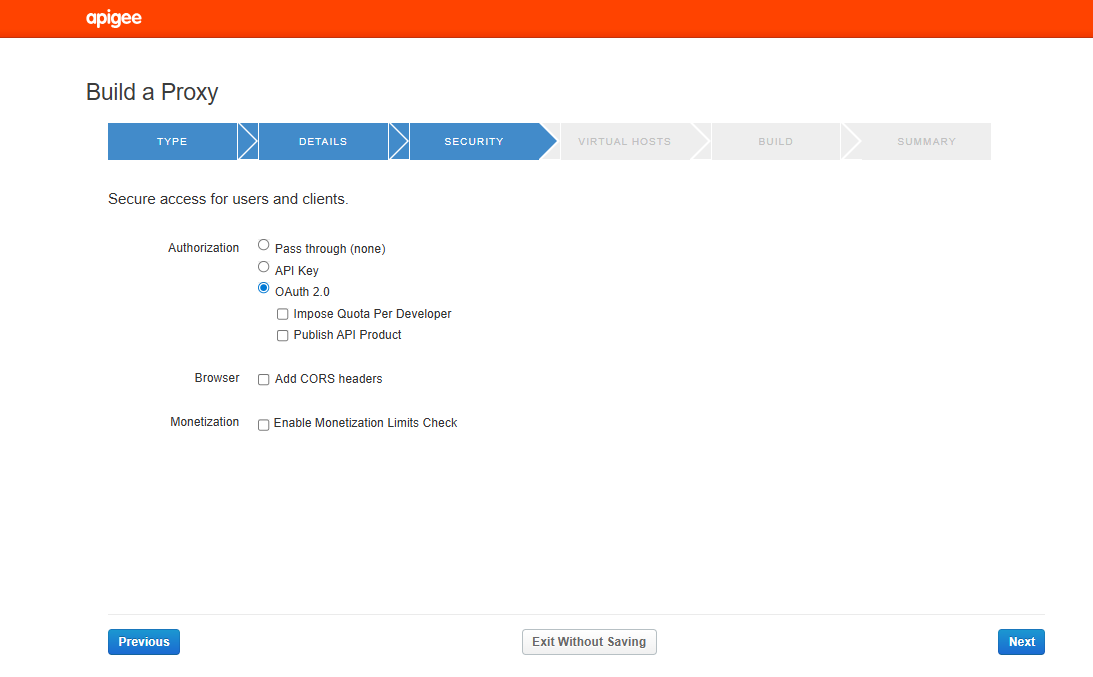 apigee
Build a Proxy
TYPE
DETAILS
SECURITY
VIRTUAL HOSTS
BUILD
SUMMARY
Secure access for users and clients.
Authorization
Pass through (none)
API Key
OAuth 2.0
Impose Quota Per Developer
Publish API Product
Browser
Add CORS headers
Monetization
Enable Monetization Limits Check
Previous
Exit Without Saving
Next